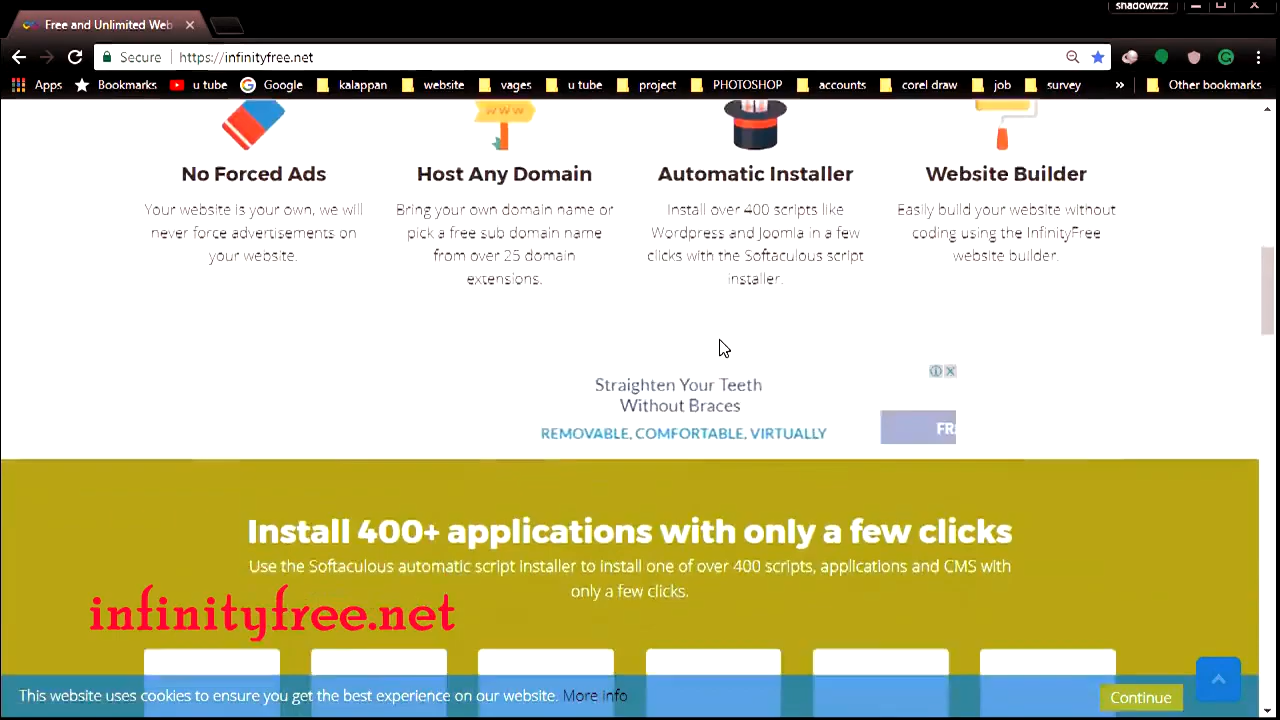 shadowzzz
Free and Unlimited Web
Secure https://infinityfree.net
Apps Bookmarks u tube Google kalappan website vages u tube project PHOTOSHOP accounts corel draw job survey » Other bookmarks
WWW
No Forced Ads
Your website is your own, we will
never force advertisements on
your website.
Host Any Domain
Bring your own domain name or
pick a free sub domain name
from over 25 domain
extensions.
Automatic Installer
Install over 400 scripts like
Wordpress and Joomla in a few
clicks with the Softaculous script
installer.
Website Builder
Easily build your website without
coding using the InfinityFree
website builder.
Straighten Your Teeth
Without Braces
REMOVABLE, COMFORTABLE, VIRTUALLY
FR
Install 400+ applications with only a few clicks
Use the Softaculous automatic script installer to install one of over 400 scripts, applications and CMS with
only a few clicks.
infinityfree.net
This website uses cookies to ensure you get the best experience on our website. More info
Continue